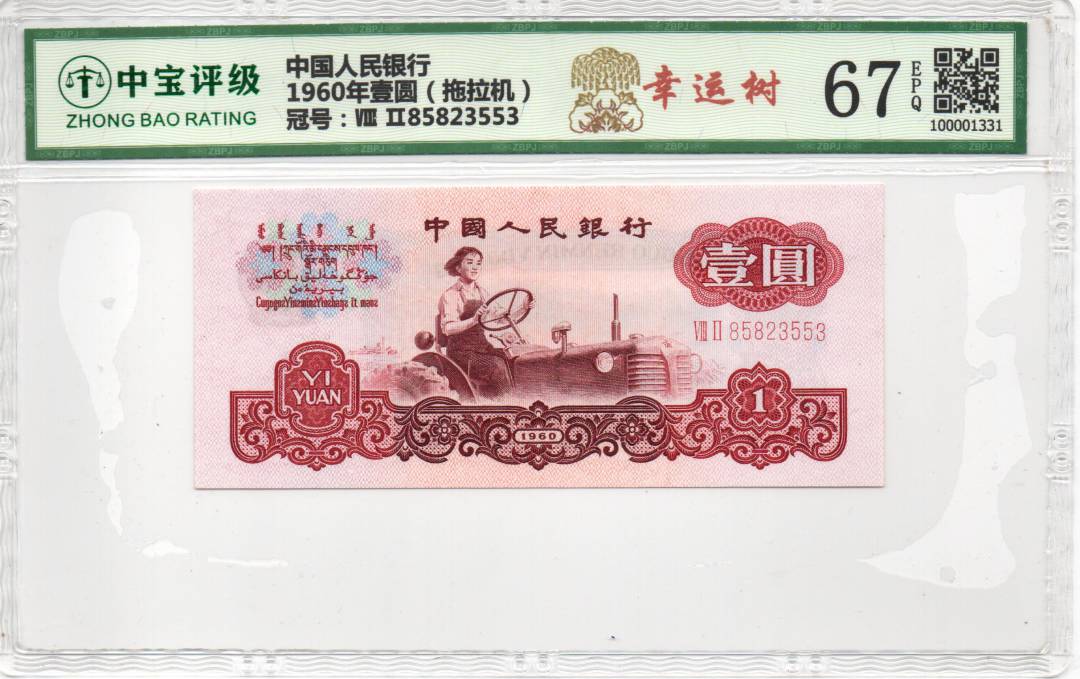 中宝评级
ZHONG BAO RATING
中国人民银行
1960年壹圆（拖拉机）
冠号：Ⅷ Ⅱ85823553
幸运树
67
EPQ
100001331
中國人民銀行
壹圓
Ⅷ Ⅱ 85823553
YI
YUAN
1960
1